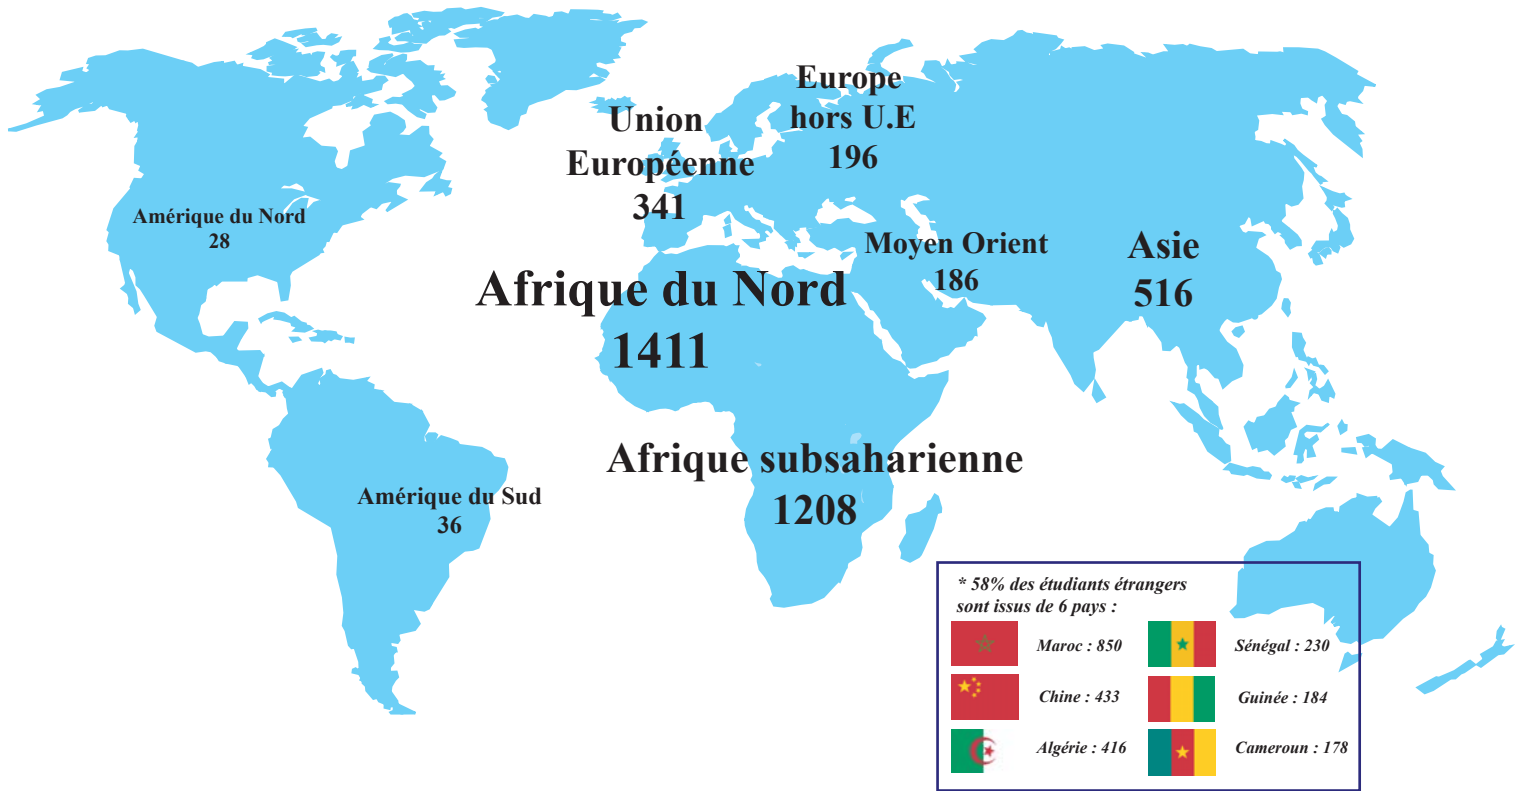 Europe
hors U.E
196
Union
Européenne
341
Amérique du Nord
28
Moyen Orient
186
Asie
516
Afrique du Nord
1411
Afrique subsaharienne
1208
Amérique du Sud
36
* 58% des étudiants étrangers
sont issus de 6 pays :
Maroc : 850
Sénégal : 230
Chine : 433
Guinée : 184
Algérie : 416
Cameroun : 178